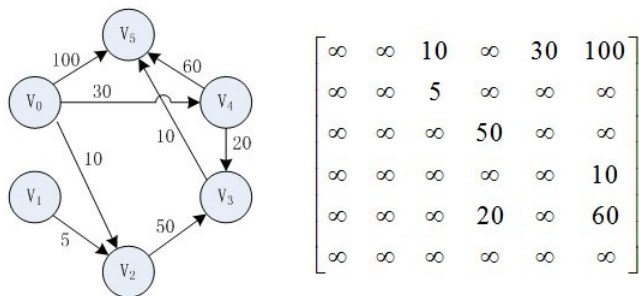 V5
100
60
V0
30
V4
10
10
20
V1
V3
5
50
V2
∞ ∞ 10 ∞ 30 100
∞ ∞ 5 ∞ ∞ ∞
∞ ∞ ∞ 50 ∞ ∞
∞ ∞ ∞ ∞ ∞ 10
∞ ∞ ∞ 20 ∞ 60
∞ ∞ ∞ ∞ ∞ ∞